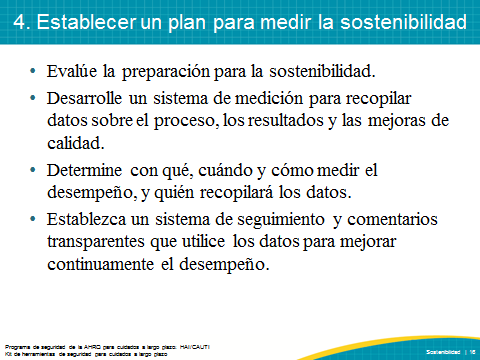 4. Establecer un plan para medir la sostenibilidad
• Evalúe la preparación para la sostenibilidad.
• Desarrolle un sistema de medición para recopilar
datos sobre el proceso, los resultados y las mejoras de
calidad.
• Determine con qué, cuándo y cómo medir el
desempeño, y quién recopilará los datos.
• Establezca un sistema de seguimiento y comentarios
transparentes que utilice los datos para mejorar
continuamente el desempeño.
Programa de seguridad de la AHRQ para cuidados a largo plazo: HAI/CAUTI
Kit de herramientas de seguridad para cuidados a largo plazo
Sostenibilidad | 16